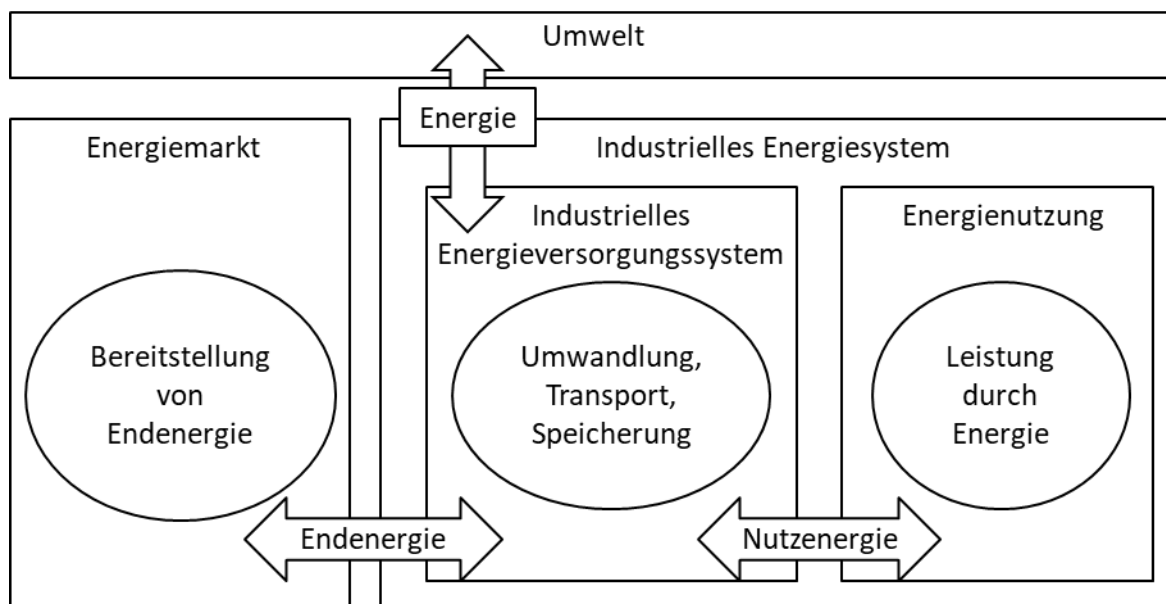 Umwelt
Energie
Energiemarkt
Industrielles Energiesystem
Industrielles
Energieversorgungssystem
Energienutzung
Bereitstellung
von
Endenergie
Umwandlung,
Transport,
Speicherung
Leistung
durch
Energie
Endenergie
Nutzenergie